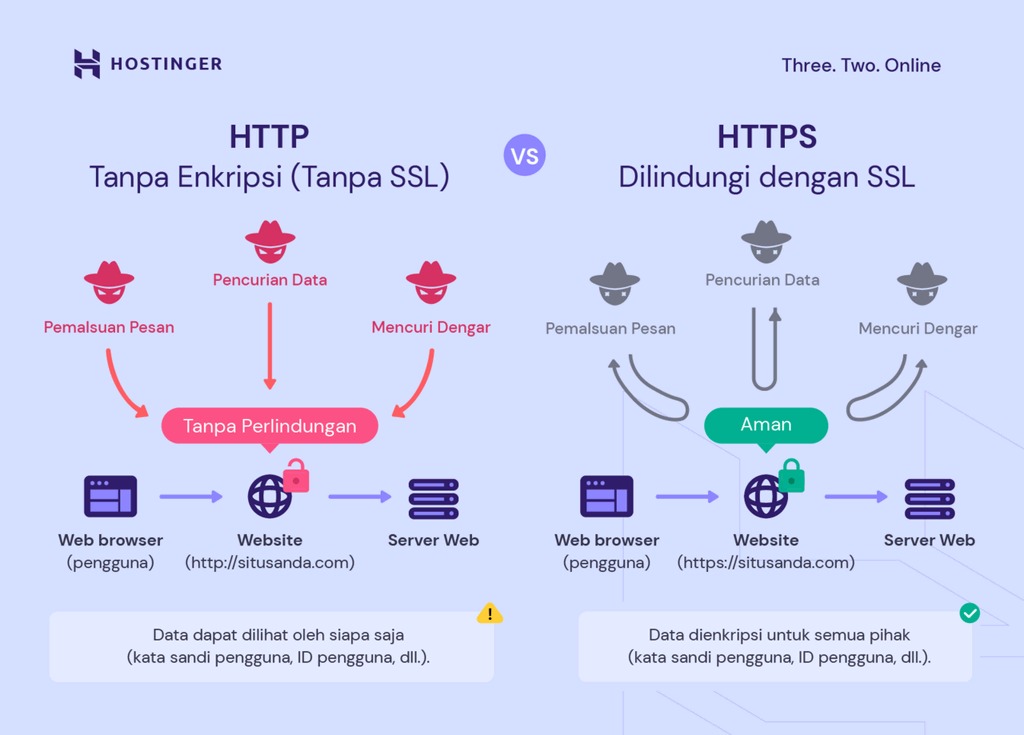 HOSTINGER
Three. Two. Online
HTTP
Tanpa Enkripsi (Tanpa SSL)
VS
HTTPS
Dilindungi dengan SSL
Pencurian Data
Pemalsuan Pesan
Mencuri Dengar
Tanpa Perlindungan
Web browser
(pengguna)
Website
(http://situsanda.com)
Server Web
Data dapat dilihat oleh siapa saja
(kata sandi pengguna, ID pengguna, dll.).
Pencurian Data
Pemalsuan Pesan
Mencuri Dengar
Aman
Web browser
(pengguna)
Website
(https://situsanda.com)
Server Web
Data dienkripsi untuk semua pihak
(kata sandi pengguna, ID pengguna, dll.).